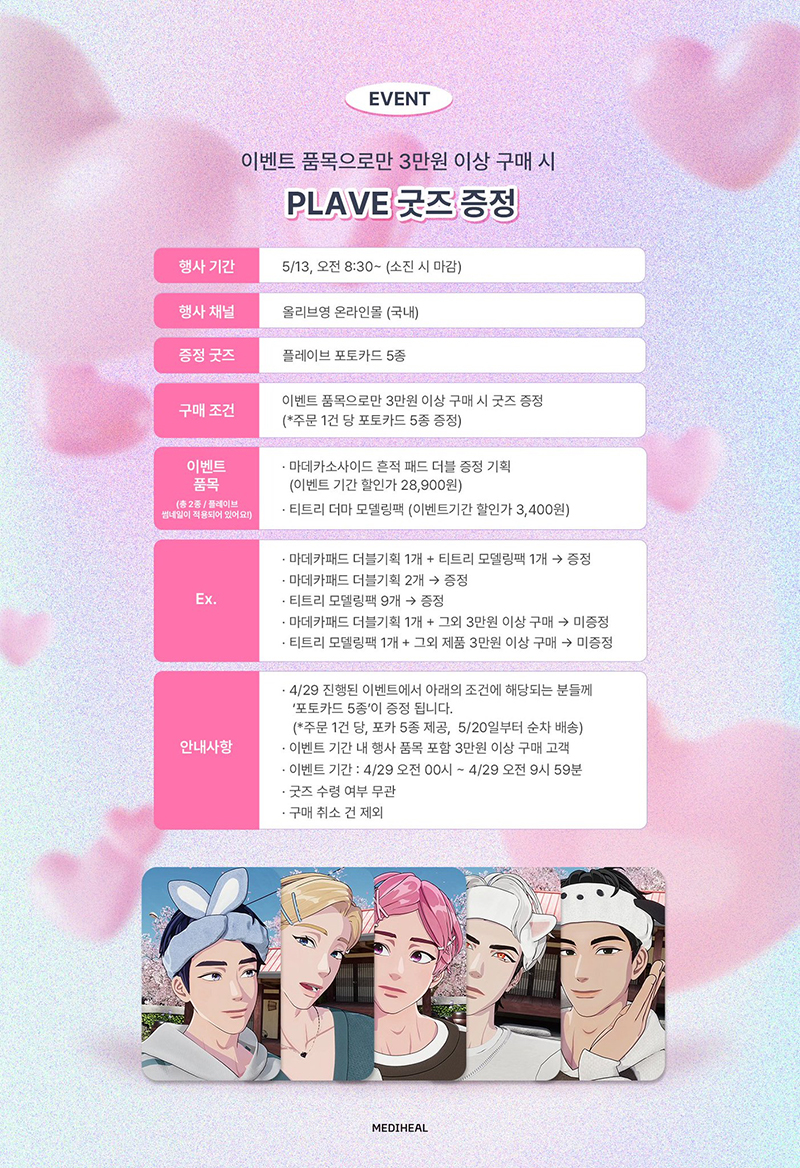 EVENT
이벤트 품목으로만 3만원 이상 구매 시
PLAVE 굿즈 증정
행사 기간
5/13, 오전 8:30~ (소진 시 마감)
행사 채널
올리브영 온라인몰 (국내)
증정 굿즈
플레이브 포토카드 5종
구매 조건
이벤트 품목으로만 3만원 이상 구매 시 굿즈 증정
(*주문 1건 당 포토카드 5종 증정)
이벤트
품목
(총 2종 / 플레이브
썸네일이 적용되어 있어요!)
· 마데카소사이드 흔적 패드 더블 증정 기획
(이벤트 기간 할인가 28,900원)
· 티트리 더마 모델링팩 (이벤트기간 할인가 3,400원)
Ex.
· 마데카패드 더블기획 1개 + 티트리 모델링팩 1개 → 증정
· 마데카패드 더블기획 2개 → 증정
· 티트리 모델링팩 9개 → 증정
· 마데카패드 더블기획 1개 + 그외 3만원 이상 구매 → 미증정
· 티트리 모델링팩 1개 + 그외 제품 3만원 이상 구매 → 미증정
안내사항
· 4/29 진행된 이벤트에서 아래의 조건에 해당되는 분들께
‘포토카드 5종’이 증정 됩니다.
(*주문 1건 당, 포카 5종 제공, 5/20일부터 순차 배송)
· 이벤트 기간 내 행사 품목 포함 3만원 이상 구매 고객
· 이벤트 기간 : 4/29 오전 00시 ~ 4/29 오전 9시 59분
· 굿즈 수령 여부 무관
· 구매 취소 건 제외
MEDIHEAL